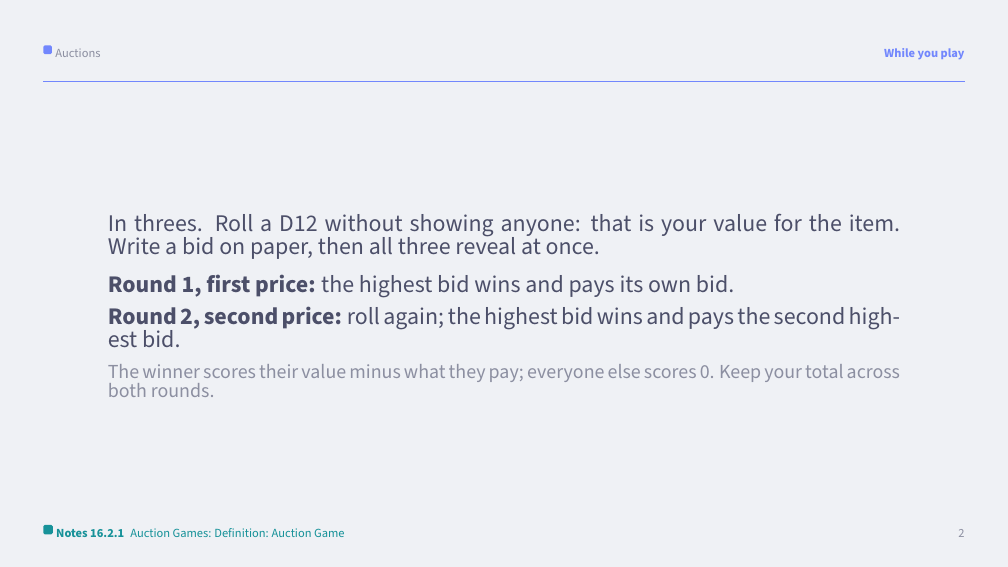 Auctions
While you play
In threes. Roll a D12 without showing anyone: that is your value for the item.
Write a bid on paper, then all three reveal at once.
Round 1, first price: the highest bid wins and pays its own bid.
Round 2, second price: roll again; the highest bid wins and pays the second high-
est bid.
The winner scores their value minus what they pay; everyone else scores 0. Keep your total across
both rounds.
Notes 16.2.1 Auction Games: Definition: Auction Game
2